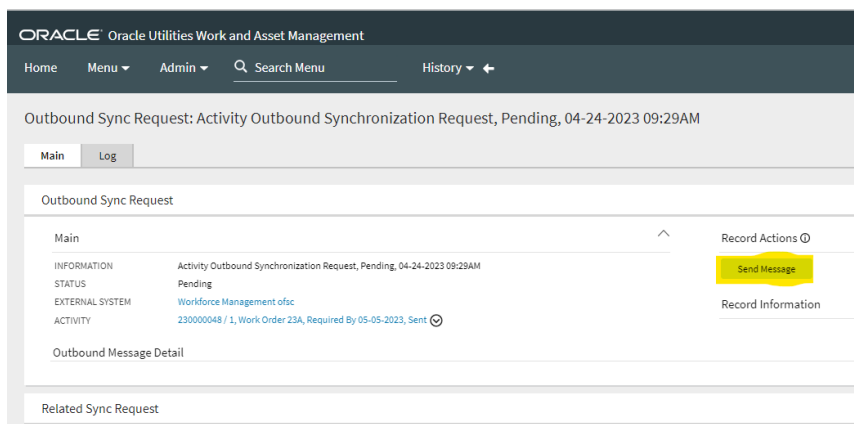 ORACLE Oracle Utilities Work and Asset Management
Home Menu Admin Search Menu History
Outbound Sync Request: Activity Outbound Synchronization Request, Pending, 04-24-2023 09:29AM
Main Log
Outbound Sync Request
Main
INFORMATION Activity Outbound Synchronization Request, Pending, 04-24-2023 09:29AM
STATUS Pending
EXTERNAL SYSTEM Workforce Management ofsc
ACTIVITY 230000048 / 1, Work Order 23A, Required By 05-05-2023, Sent
Outbound Message Detail
Record Actions
Send Message
Record Information
Related Sync Request